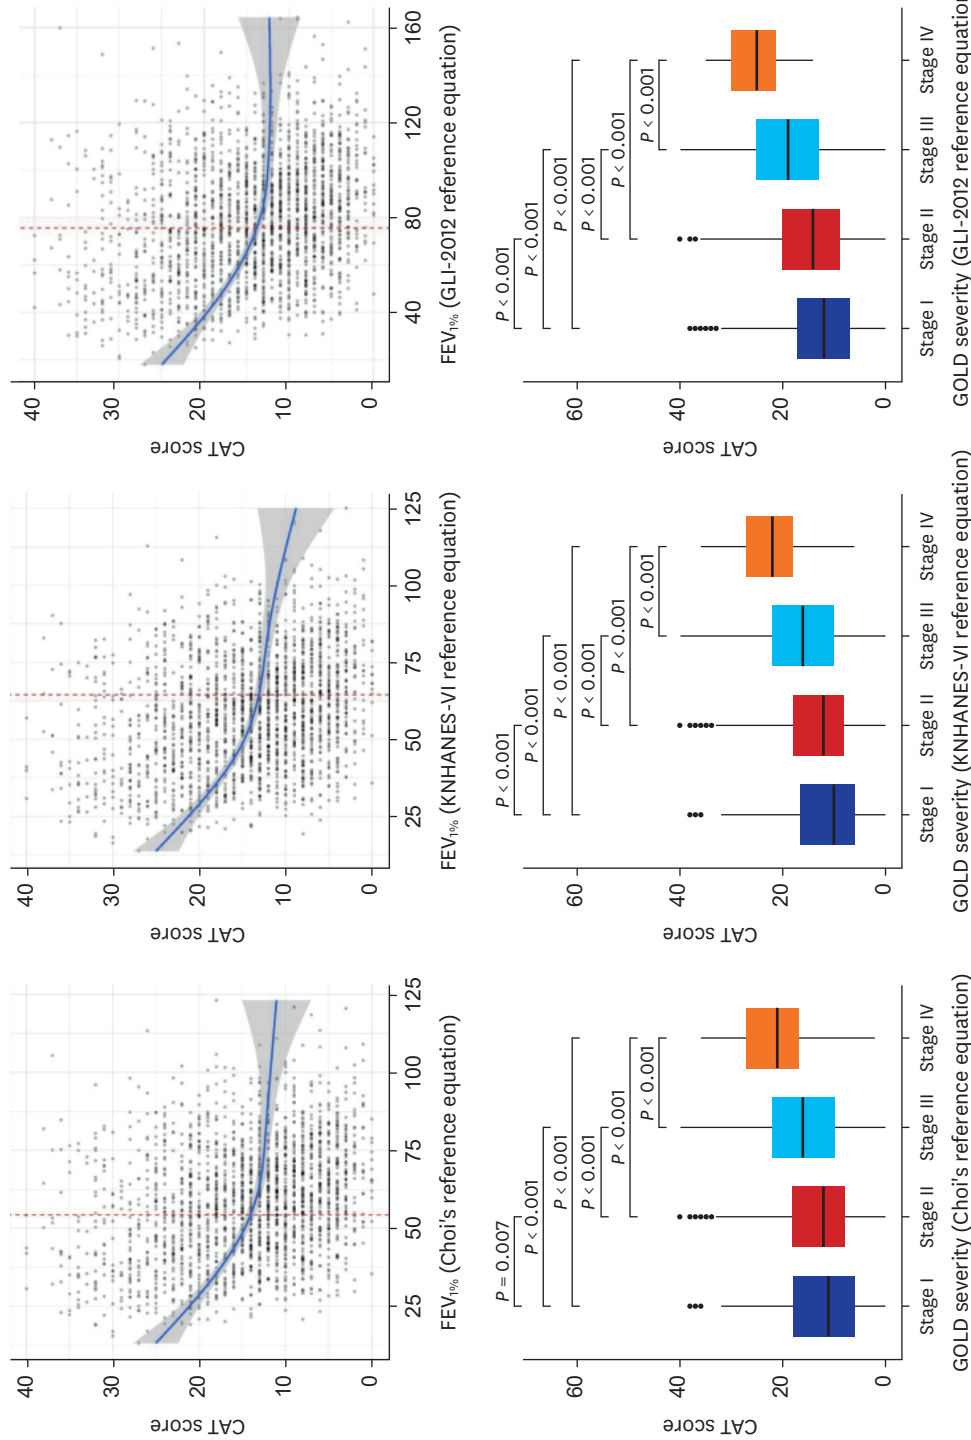 CAT score
40
30
20
10
0
25
50
75
100
125
FEV1% (Choi's reference equation)
CAT score
40
30
20
10
0
25
50
75
100
125
FEV1% (KNHANES-VI reference equation)
CAT score
40
30
20
10
0
40
80
120
160
FEV1% (GLI-2012 reference equation)
CAT score
60
40
20
0
P = 0.007
P < 0.001
P < 0.001
P < 0.001
P < 0.001
P < 0.001
Stage I
Stage II
Stage III
Stage IV
GOLD severity (Choi's reference equation)
CAT score
60
40
20
0
P < 0.001
P < 0.001
P < 0.001
P < 0.001
P < 0.001
P < 0.001
Stage I
Stage II
Stage III
Stage IV
GOLD severity (KNHANES-VI reference equation)
CAT score
60
40
20
0
P < 0.001
P < 0.001
P < 0.001
P < 0.001
P < 0.001
P < 0.001
Stage I
Stage II
Stage III
Stage IV
GOLD severity (GLI-2012 reference equation